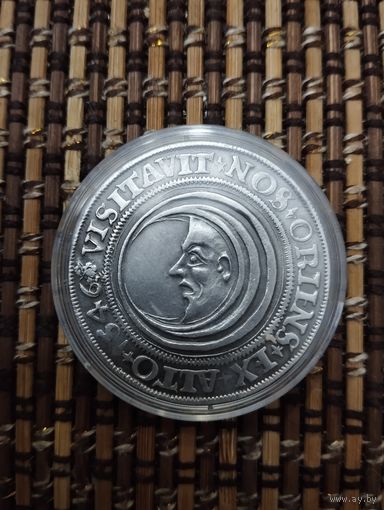 VISITAVIT · NOS · ORIENS · EX · ALTO · 1546
www.ay.by